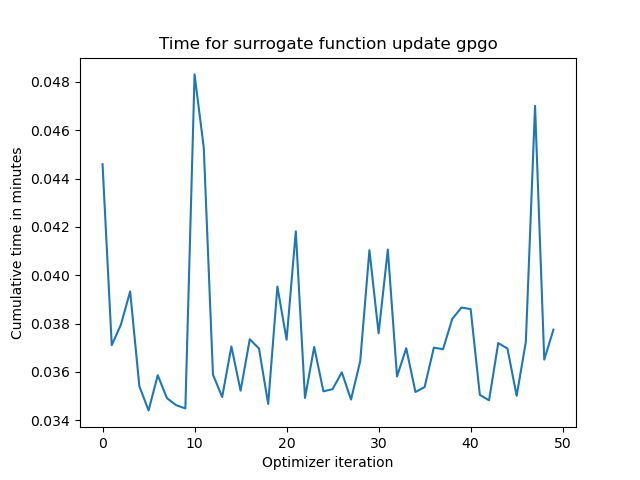 Time for surrogate function update gpgo
Cumulative time in minutes
0.048
0.046
0.044
0.042
0.040
0.038
0.036
0.034
0 10 20 30 40 50
Optimizer iteration